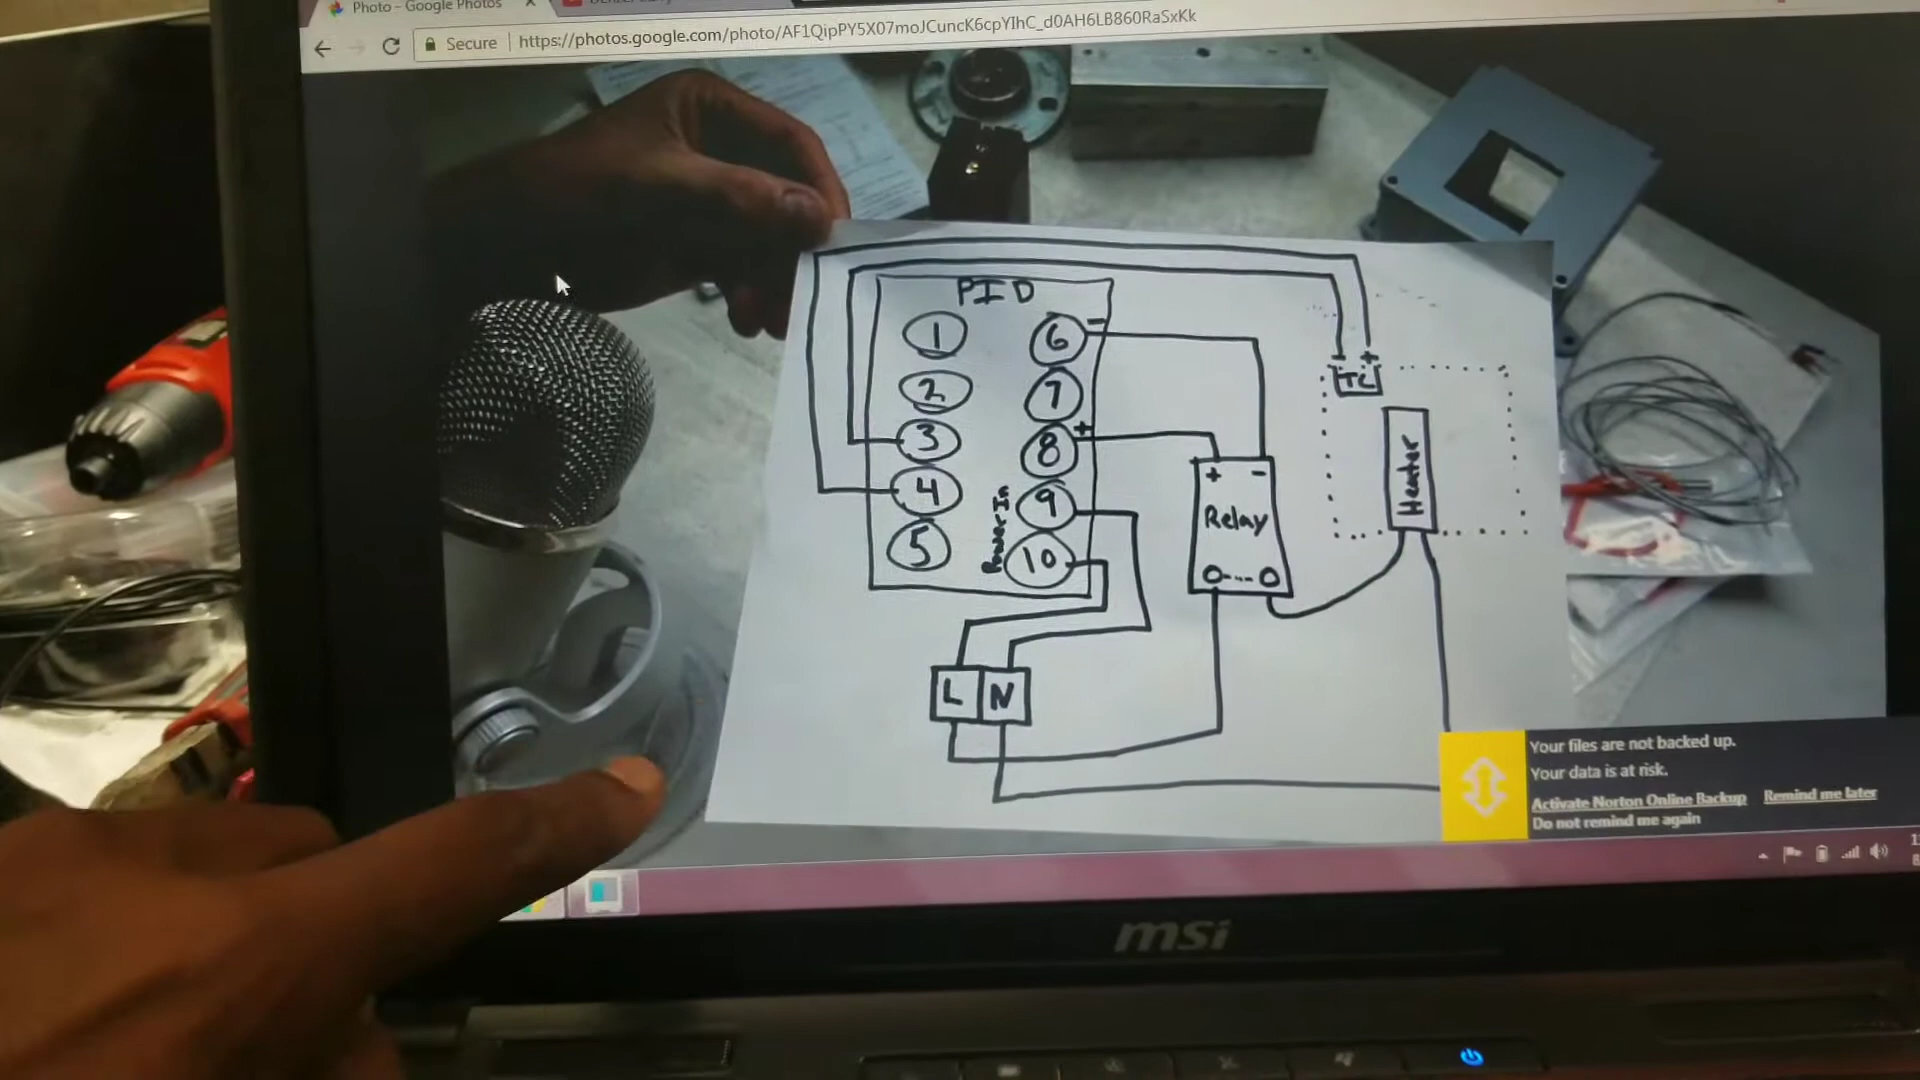 Photo - Google Photos
Secure
https://photos.google.com/photo/AF1QipPY5X07moJCuncK6cpYIhC_d0AH6LB860RaSxKk
PID
1
6 -
2
7
3
8 +
4
9
5
10
Power In
- +
TC
Heater
+ -
Relay
L N
Your files are not backed up.
Your data is at risk.
Activate Norton Online Backup Remind me later
Do not remind me again
msi